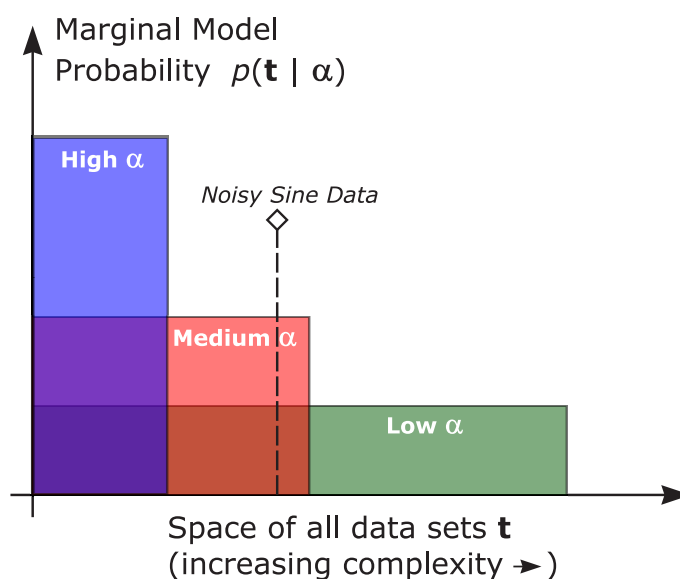 Marginal Model
Probability p(t | α)
High α
Noisy Sine Data
Medium α
Low α
Space of all data sets t
(increasing complexity → )